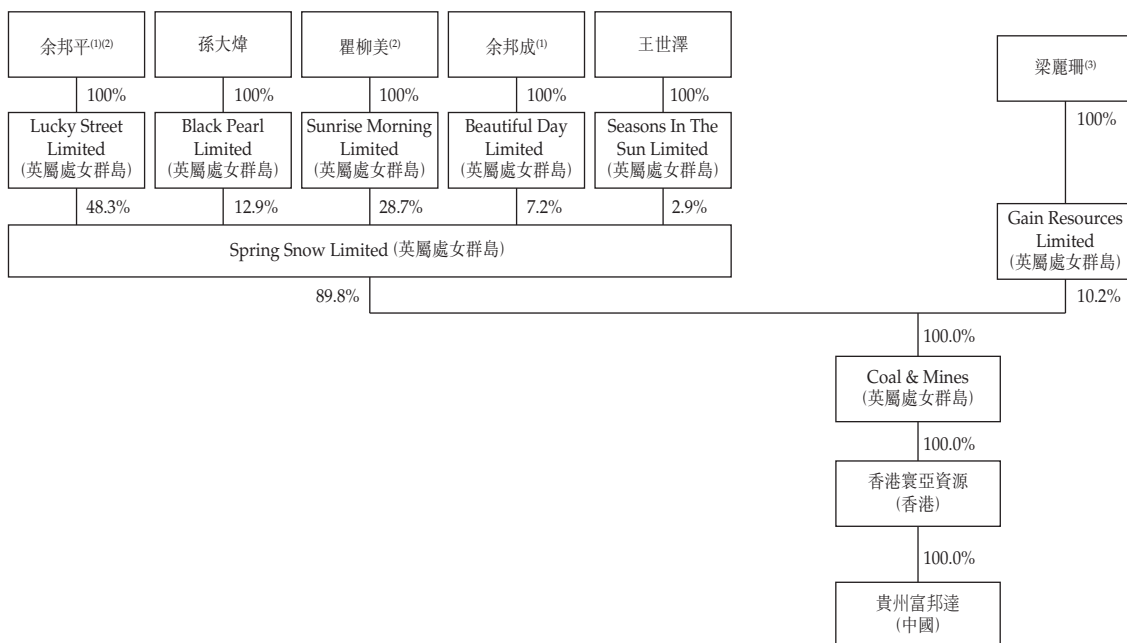 余邦平(1)(2)
孫大煒
瞿柳美(2)
余邦成(1)
王世澤
梁麗珊(3)
100%
100%
100%
100%
100%
100%
Lucky Street
Limited
(英屬處女群島)
Black Pearl
Limited
(英屬處女群島)
Sunrise Morning
Limited
(英屬處女群島)
Beautiful Day
Limited
(英屬處女群島)
Seasons In The
Sun Limited
(英屬處女群島)
48.3%
12.9%
28.7%
7.2%
2.9%
Gain Resources
Limited
(英屬處女群島)
Spring Snow Limited (英屬處女群島)
89.8%
10.2%
100.0%
Coal & Mines
(英屬處女群島)
100.0%
香港寰亞資源
(香港)
100.0%
貴州富邦達
(中國)